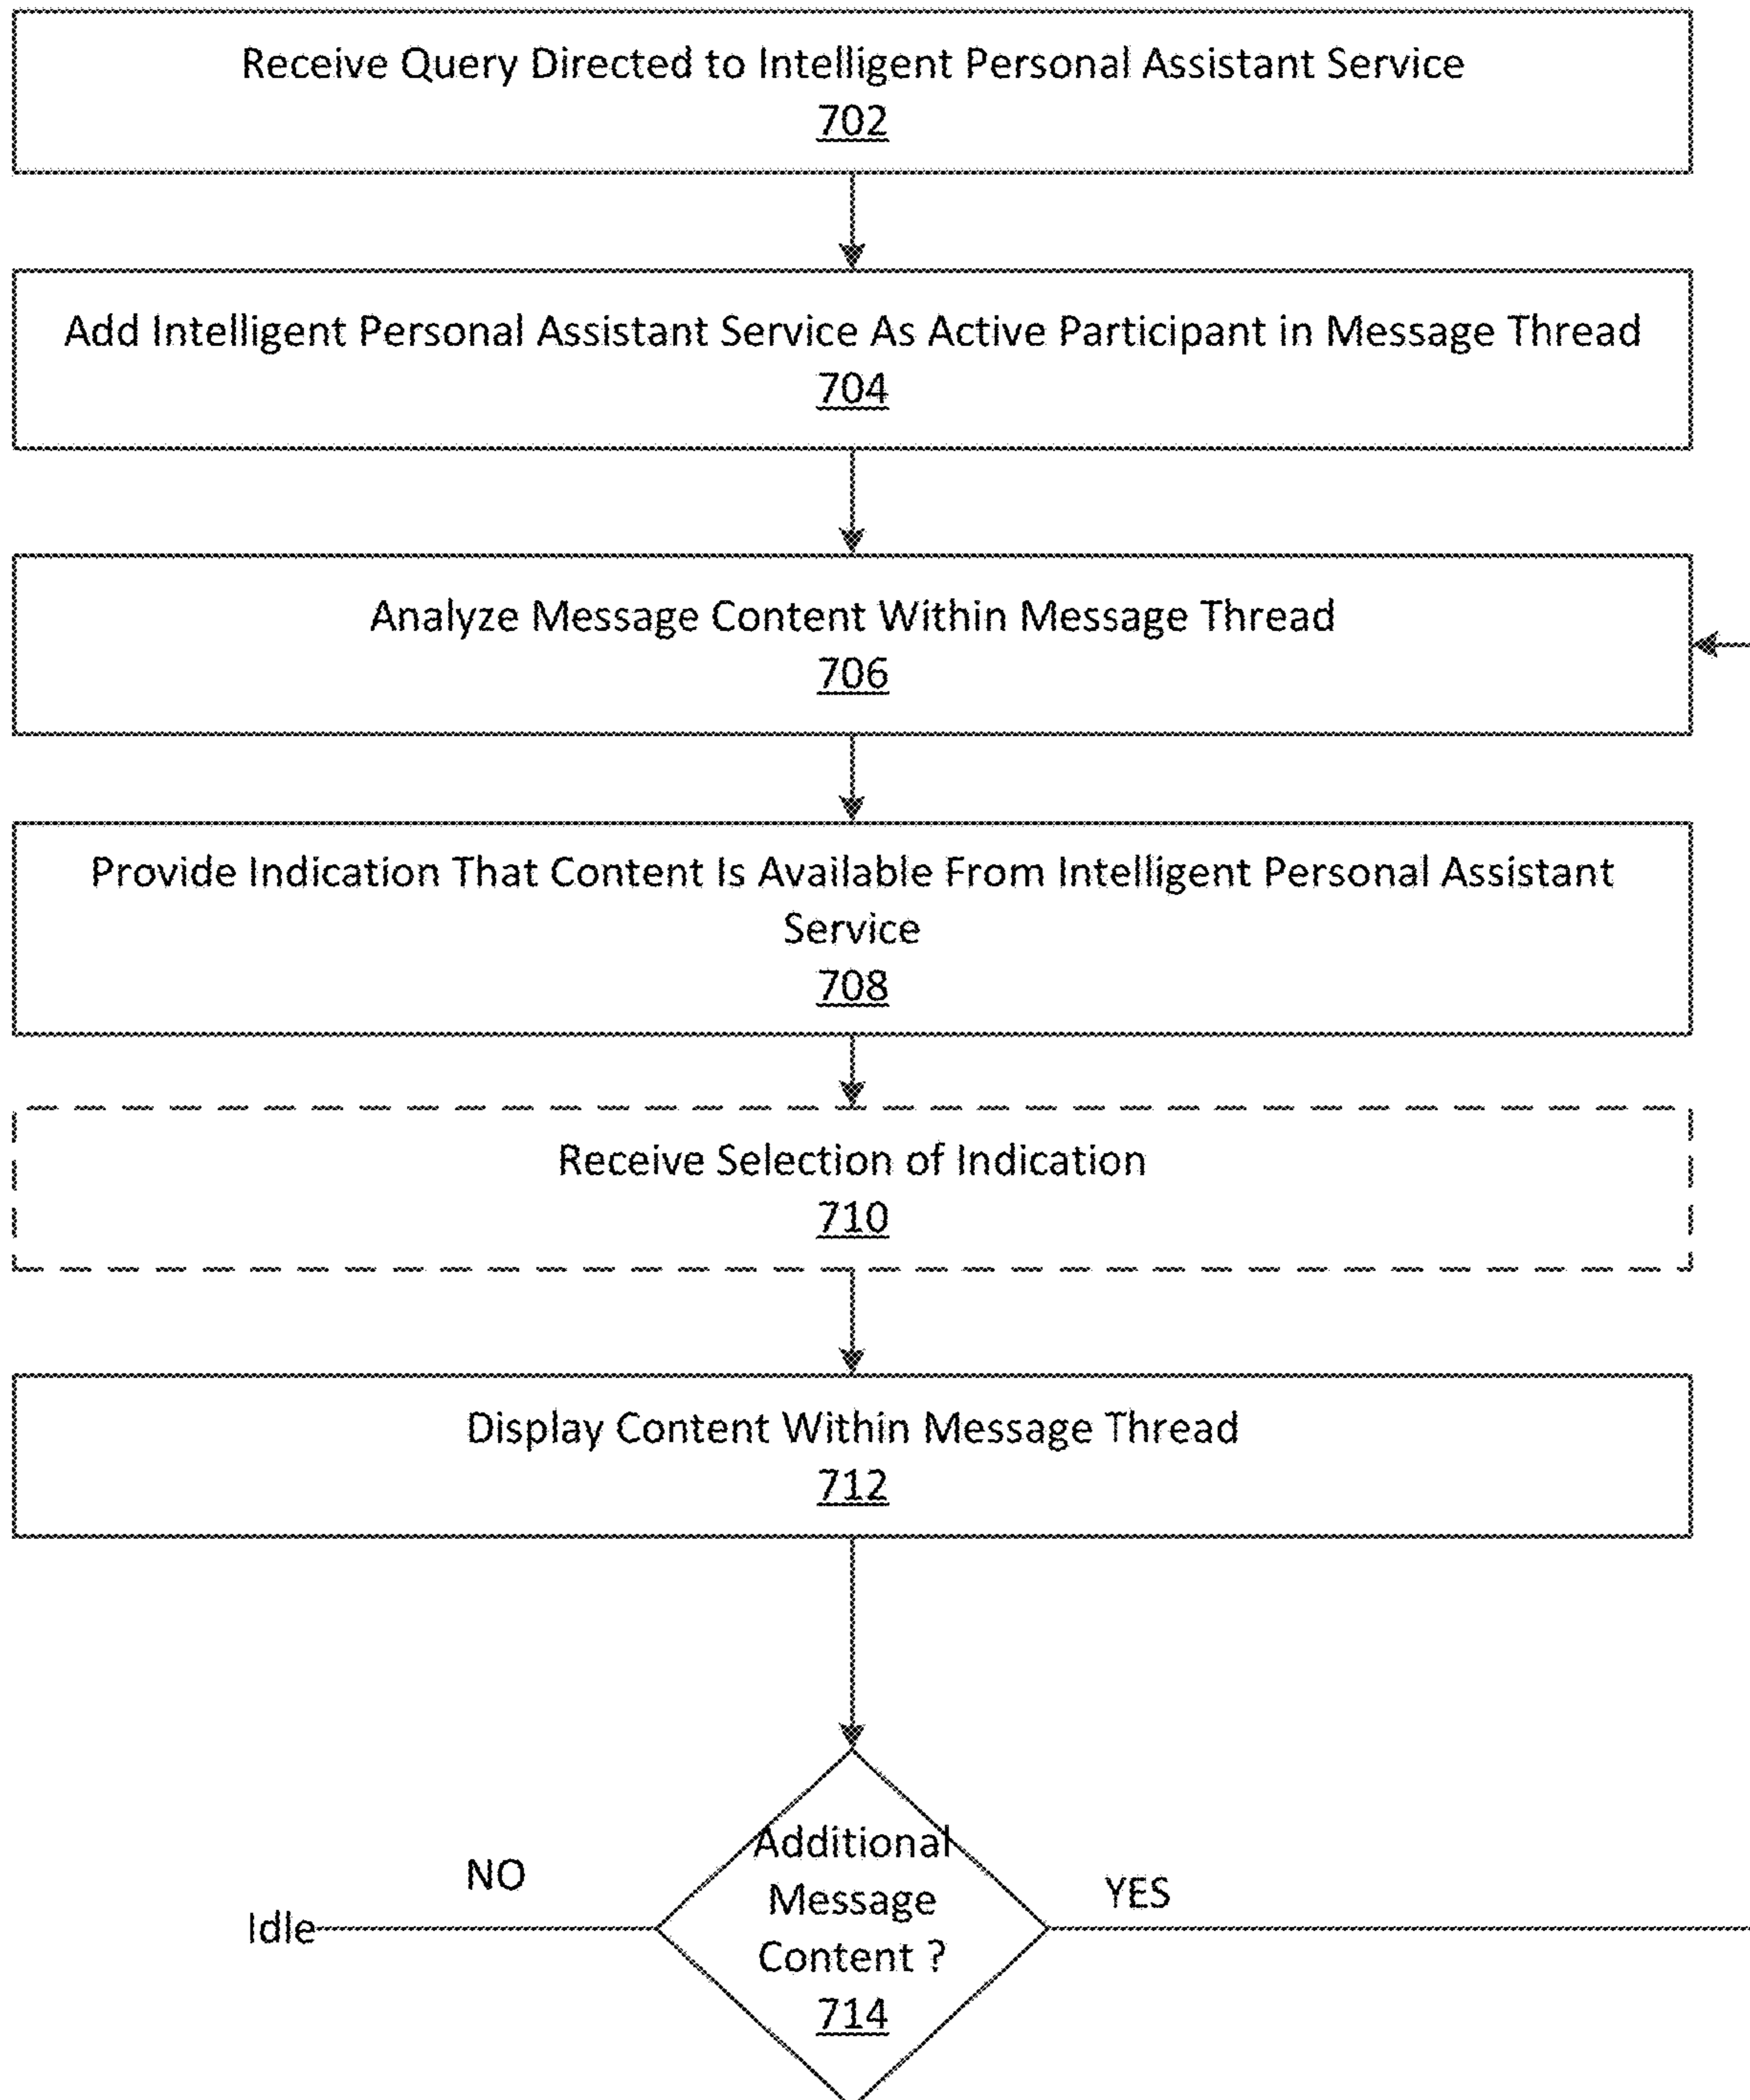 Receive Query Directed to Intelligent Personal Assistant Service
702
Add Intelligent Personal Assistant Service As Active Participant in Message Thread
704
Analyze Message Content Within Message Thread
706
Provide Indication That Content Is Available From Intelligent Personal Assistant
Service
708
Receive Selection of Indication
710
Display Content Within Message Thread
712
Additional
Message
Content ?
714
NO
YES
Idle